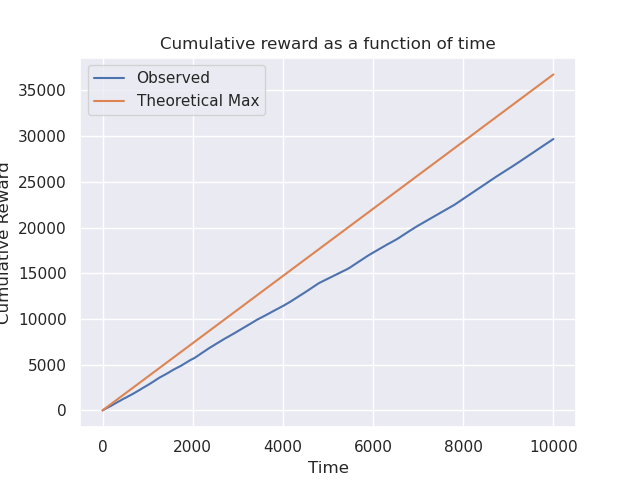 Cumulative reward as a function of time
Observed
Theoretical Max
35000
30000
25000
20000
15000
10000
5000
0
Cumulative Reward
0 2000 4000 6000 8000 10000
Time